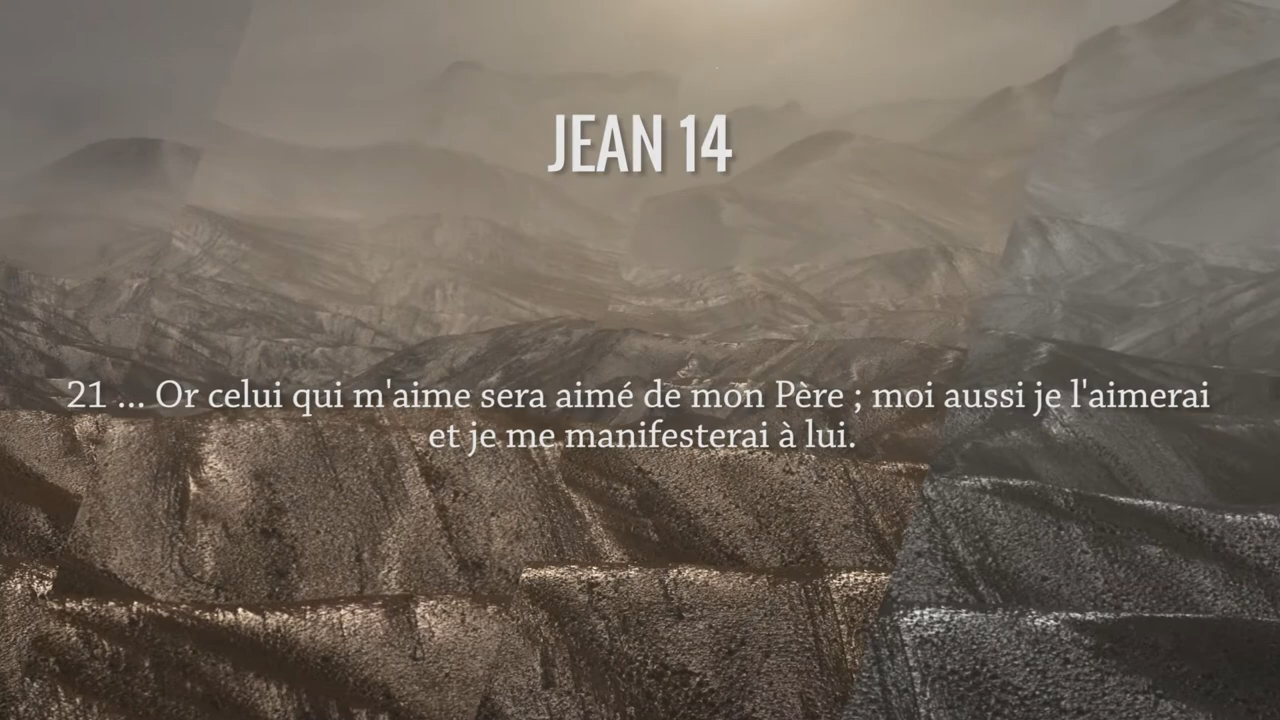 JEAN 14
21 ... Or celui qui m'aime sera aimé de mon Père ; moi aussi je l'aimerai
et je me manifesterai à lui.